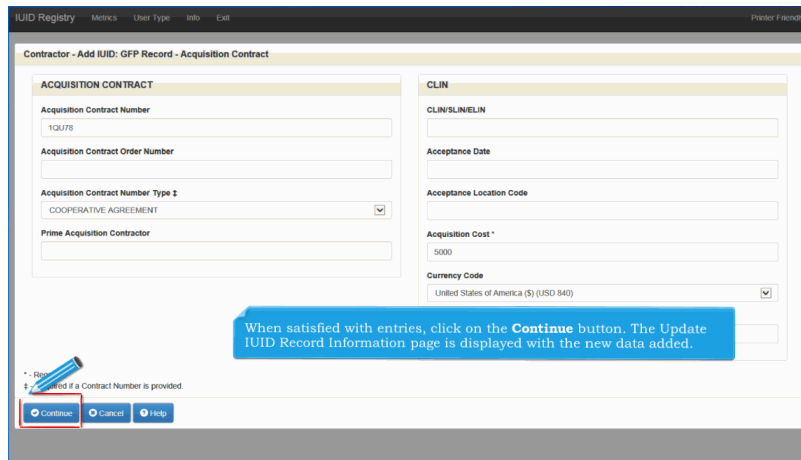 IUID Registry Metrics User Type Info Exit Printer Friendly
Contractor - Add IUID: GFP Record - Acquisition Contract
ACQUISITION CONTRACT
Acquisition Contract Number
1QU78
Acquisition Contract Order Number
Acquisition Contract Number Type ‡
COOPERATIVE AGREEMENT
Prime Acquisition Contractor
CLIN
CLIN/SLIN/ELIN
Acceptance Date
Acceptance Location Code
Acquisition Cost *
5000
Currency Code
United States of America ($) (USD 840)
When satisfied with entries, click on the Continue button. The Update
IUID Record Information page is displayed with the new data added.
* -
‡ - if a Contract Number is provided.
Continue Cancel Help